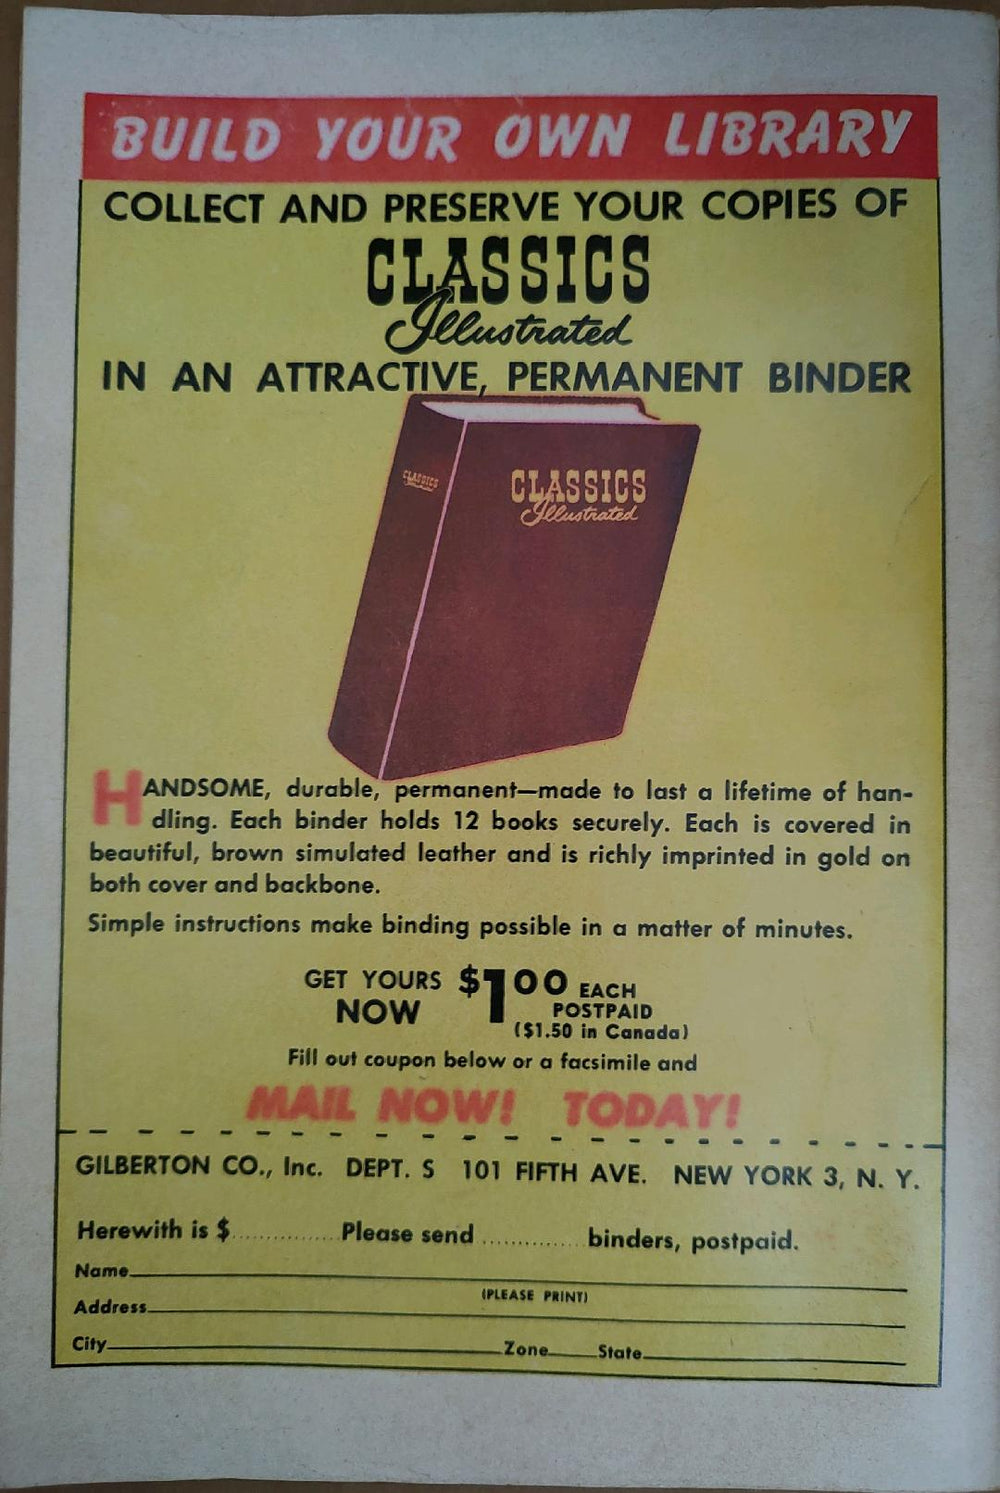 BUILD YOUR OWN LIBRARY
COLLECT AND PRESERVE YOUR COPIES OF
CLASSICS
Illustrated
IN AN ATTRACTIVE, PERMANENT BINDER
CLASSICS
Illustrated
CLASSICS
Illustrated
HANDSOME, durable, permanent—made to last a lifetime of han-
dling. Each binder holds 12 books securely. Each is covered in
beautiful, brown simulated leather and is richly imprinted in gold on
both cover and backbone.
Simple instructions make binding possible in a matter of minutes.
GET YOURS NOW $1.00 EACH
POSTPAID
($1.50 in Canada)
Fill out coupon below or a facsimile and
MAIL NOW! TODAY!
GILBERTON CO., Inc. DEPT. S 101 FIFTH AVE. NEW YORK 3, N. Y.
Herewith is $.............. Please send ............. binders, postpaid.
Name
(PLEASE PRINT)
Address
City Zone State